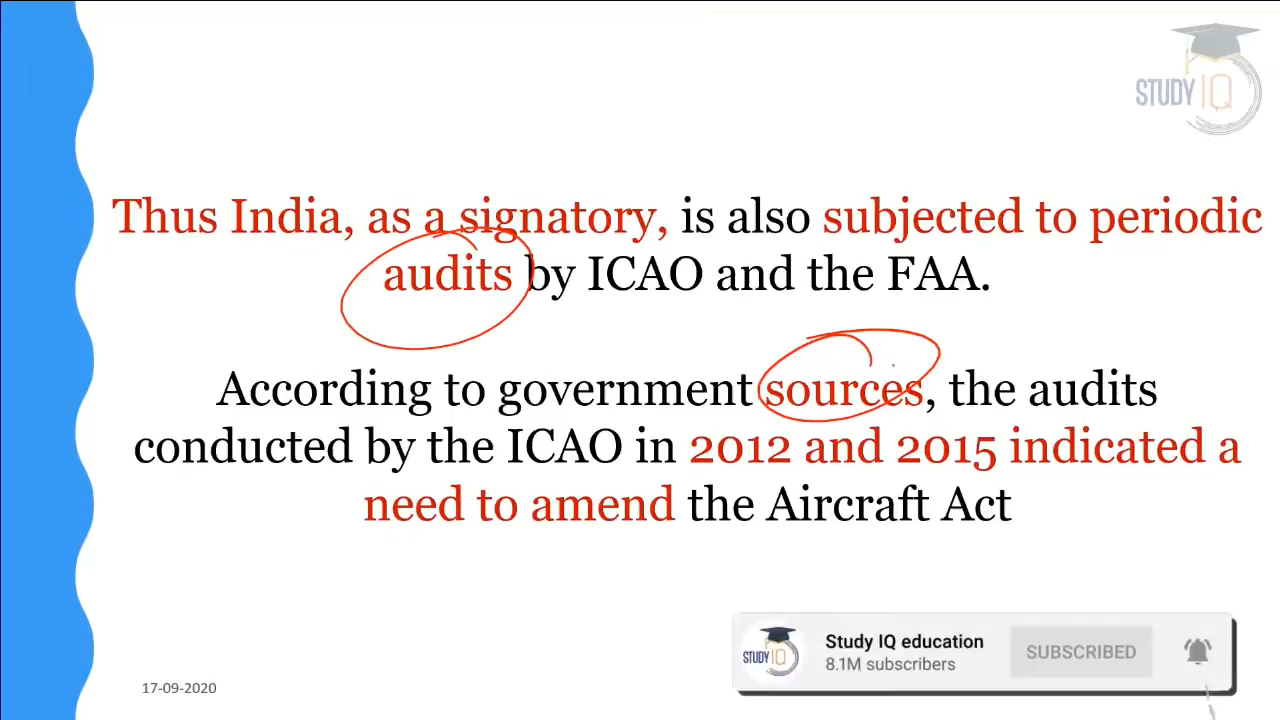 STUDY IQ
Thus India, as a signatory, is also subjected to periodic
audits by ICAO and the FAA.
According to government sources, the audits
conducted by the ICAO in 2012 and 2015 indicated a
need to amend the Aircraft Act
STUDY IQ
Study IQ education
8.1M subscribers
SUBSCRIBED
17-09-2020